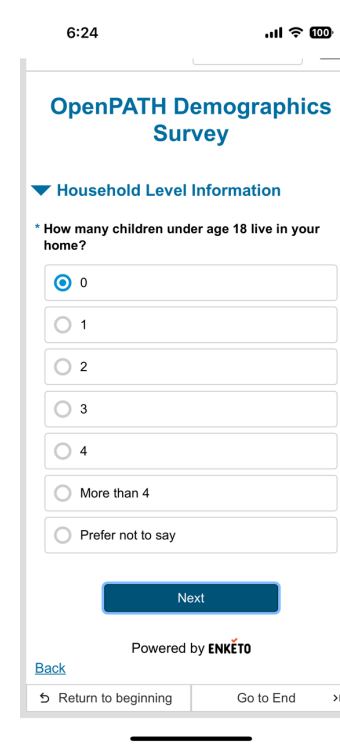 6:24
100
OpenPATH Demographics
Survey
Household Level Information
* How many children under age 18 live in your
home?
0
1
2
3
4
More than 4
Prefer not to say
Next
Powered by ENKĚTO
Back
Return to beginning
Go to End